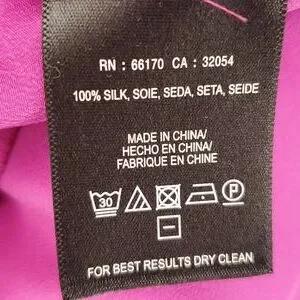 RN : 66170 CA : 32054
100% SILK, SOIE, SEDA, SETA, SEIDE
MADE IN CHINA/
HECHO EN CHINA/
FABRIQUE EN CHINE
30 P
FOR BEST RESULTS DRY CLEAN